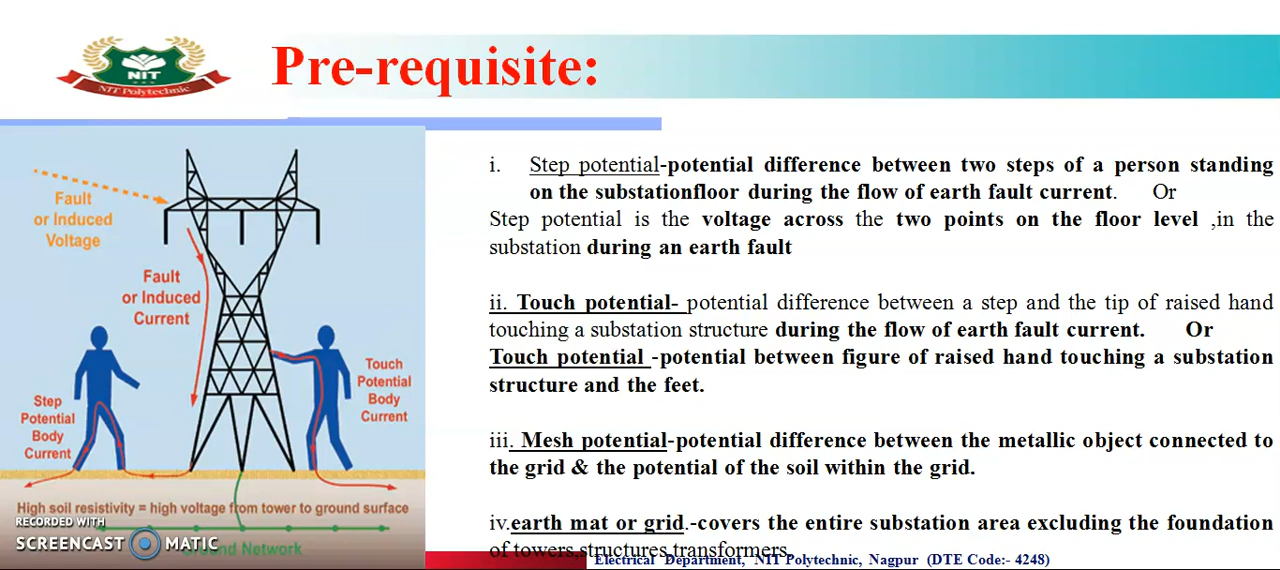 NIT
NIT Polytechnic
Pre-requisite:
Fault
or Induced
Voltage
Fault
or Induced
Current
Step
Potential
Body
Current
Touch
Potential
Body
Current
High soil resistivity = high voltage from tower to ground surface
RECORDED WITH
SCREENCAST MATIC
Network
i. Step potential-potential difference between two steps of a person standing
on the substationfloor during the flow of earth fault current. Or
Step potential is the voltage across the two points on the floor level ,in the
substation during an earth fault
ii. Touch potential- potential difference between a step and the tip of raised hand
touching a substation structure during the flow of earth fault current. Or
Touch potential -potential between figure of raised hand touching a substation
structure and the feet.
iii. Mesh potential-potential difference between the metallic object connected to
the grid & the potential of the soil within the grid.
iv.earth mat or grid.-covers the entire substation area excluding the foundation
of towers,structures,transformers.
Electrical Department, NIT Polytechnic, Nagpur (DTE Code:- 4248)